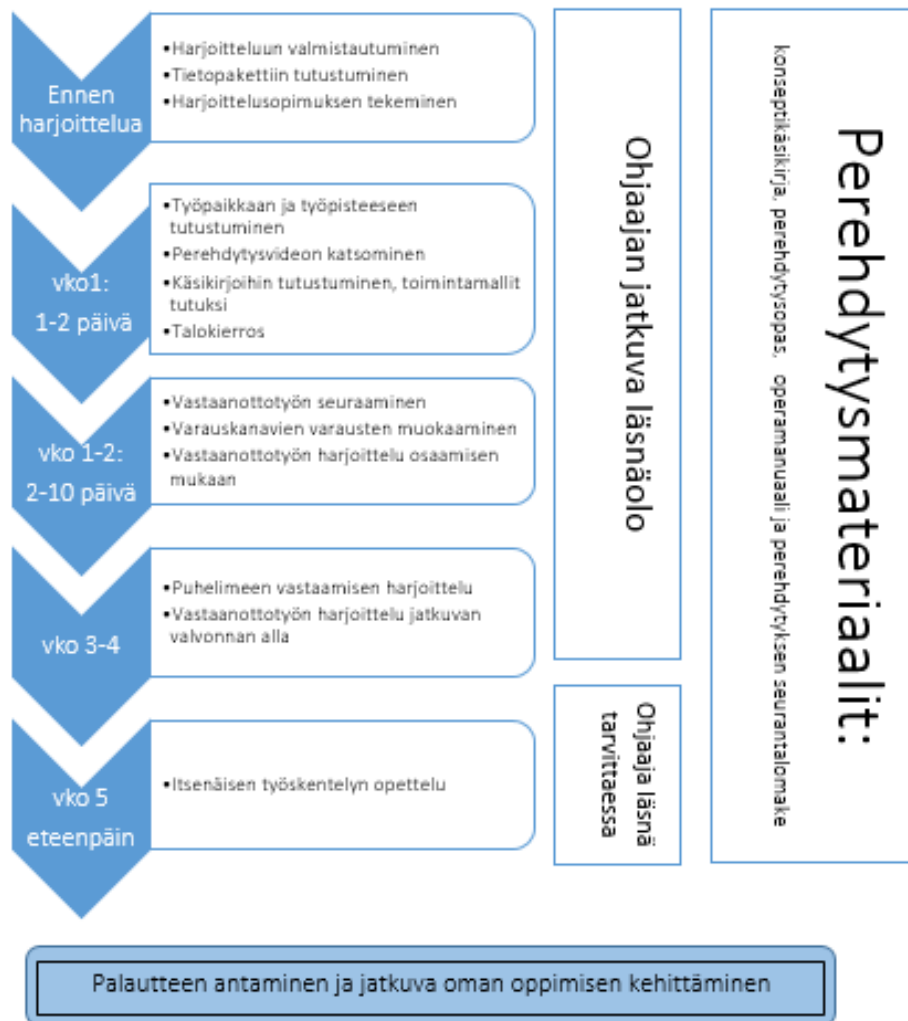 Ennen
harjoittelua
•Harjoitteluun valmistautuminen
•Tietopakettiin tutustuminen
•Harjoittelusopimuksen tekeminen
vko1:
1-2 päivä
•Työpaikkaan ja työpisteeseen
tutustuminen
•Perehdytysvideon katsominen
•Käsikirjoihin tutustuminen, toimintamallit
tutuksi
•Talokierros
vko 1-2:
2-10 päivä
•Vastaanottotyön seuraaminen
•Varauskanavien varausten muokaaminen
•Vastaanottotyön harjoittelu osaamisen
mukaan
vko 3-4
•Puhelimeen vastaamisen harjoittelu
•Vastaanottotyön harjoittelu jatkuvan
valvonnan alla
vko 5
eteenpäin
•Itsenäisen työskentelyn opettelu
Ohjaajan jatkuva läsnäolo
Ohjaaja läsnä
tarvittaessa
Perehdytysmateriaalit:
konseptikäsikirja, perehdytysopas, operamanuaali ja perehdytyksen seurantalomake
Palautteen antaminen ja jatkuva oman oppimisen kehittäminen